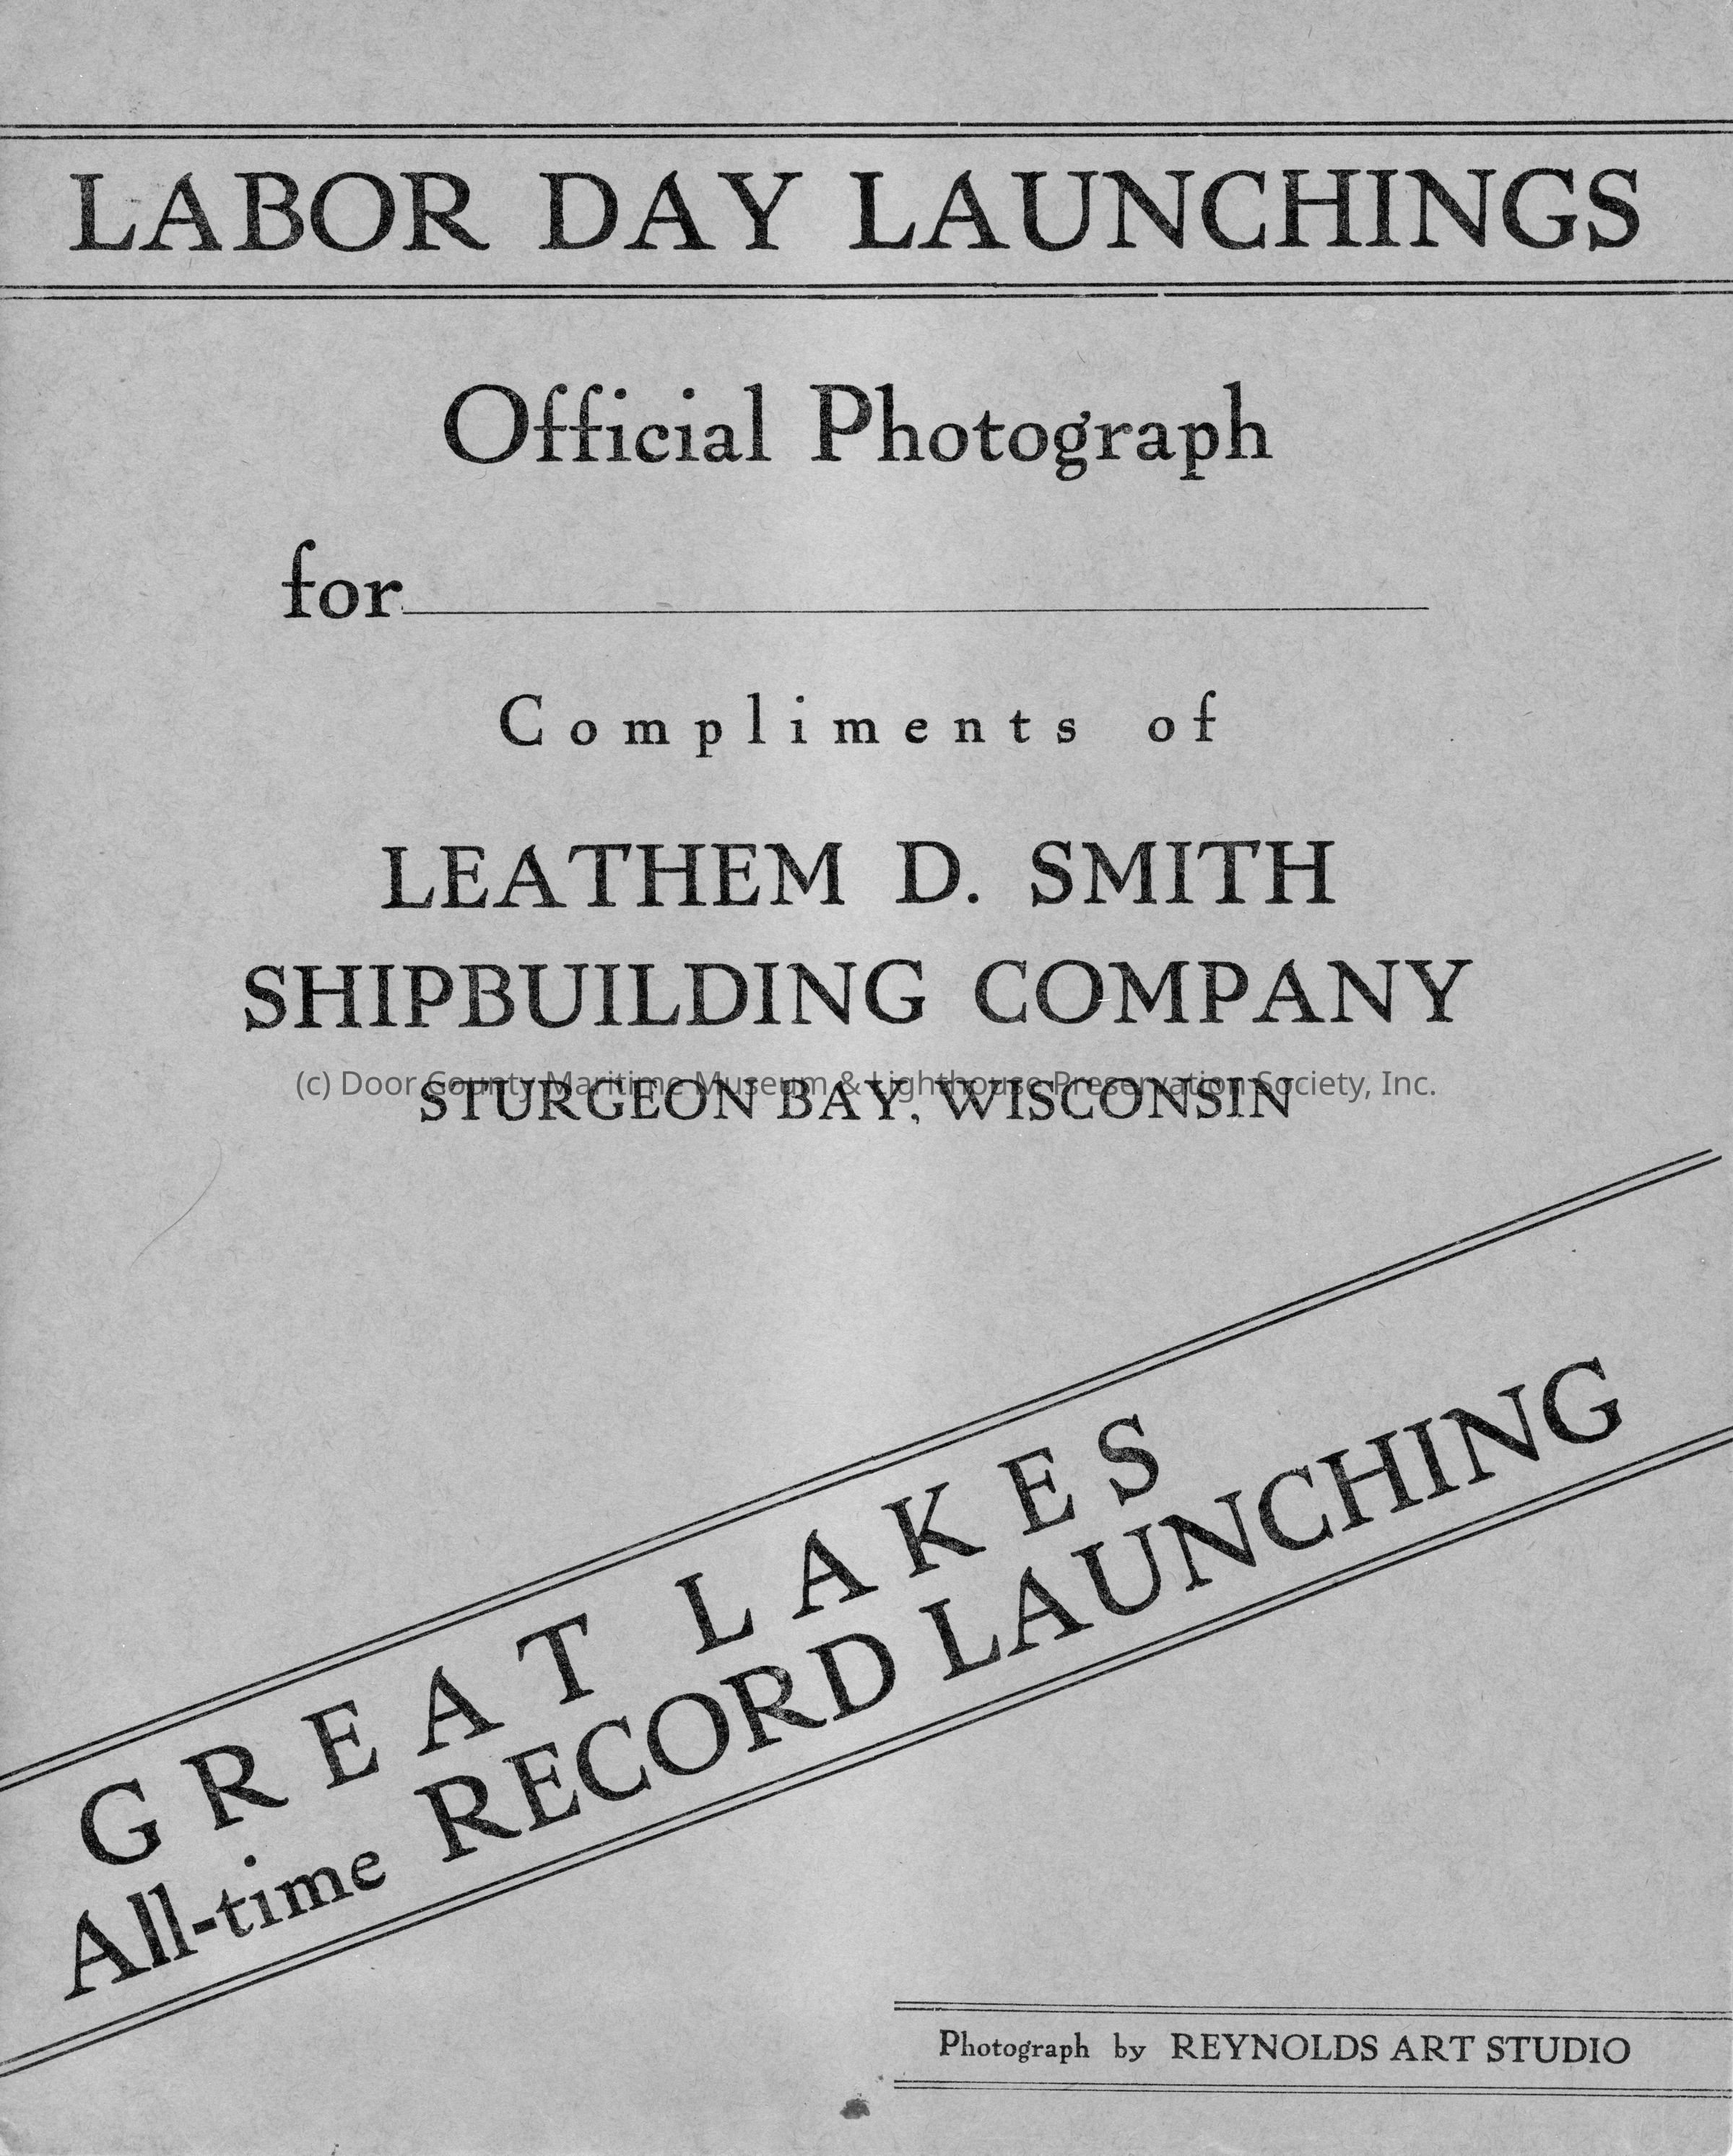 LABOR DAY LAUNCHINGS
Official Photograph
for
Compliments of
LEATHEM D. SMITH
SHIPBUILDING COMPANY
(c) Door County Maritime Museum & Lighthouse Preservation Society, Inc.
STURGEON BAY, WISCONSIN
GREAT LAKES
All-time RECORD LAUNCHING
Photograph by REYNOLDS ART STUDIO